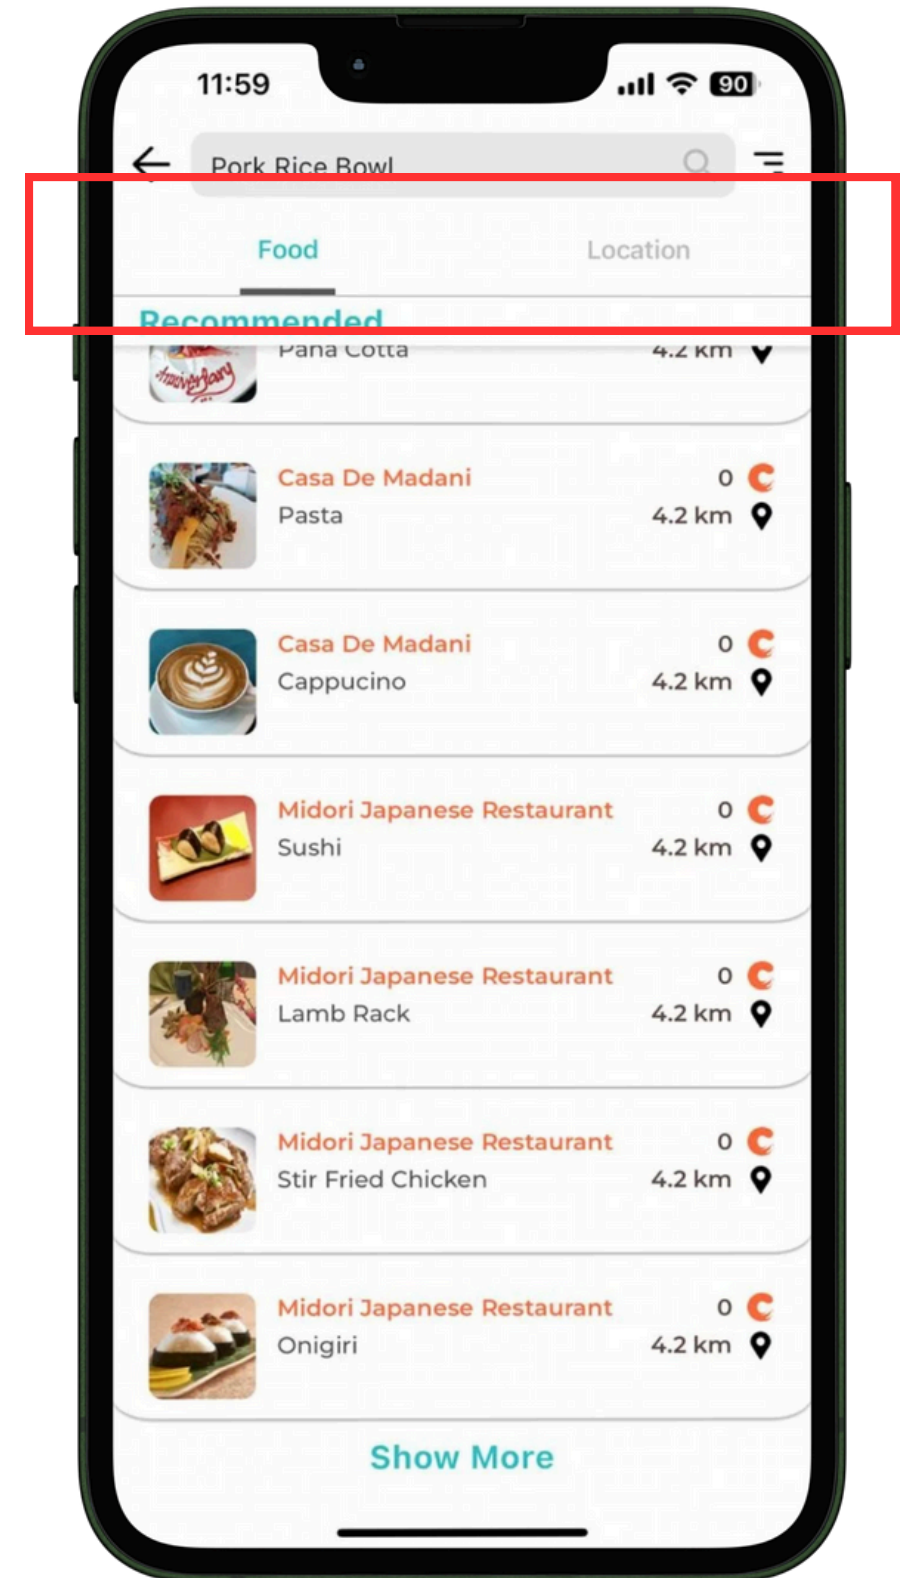 11:59
90
Pork Rice Bowl
Food
Location
Recommended
Pana Cotta
4.2 km
Anniversary
Casa De Madani
0
Pasta
4.2 km
Casa De Madani
0
Cappucino
4.2 km
Midori Japanese Restaurant
0
Sushi
4.2 km
Midori Japanese Restaurant
0
Lamb Rack
4.2 km
Midori Japanese Restaurant
0
Stir Fried Chicken
4.2 km
Midori Japanese Restaurant
0
Onigiri
4.2 km
Show More